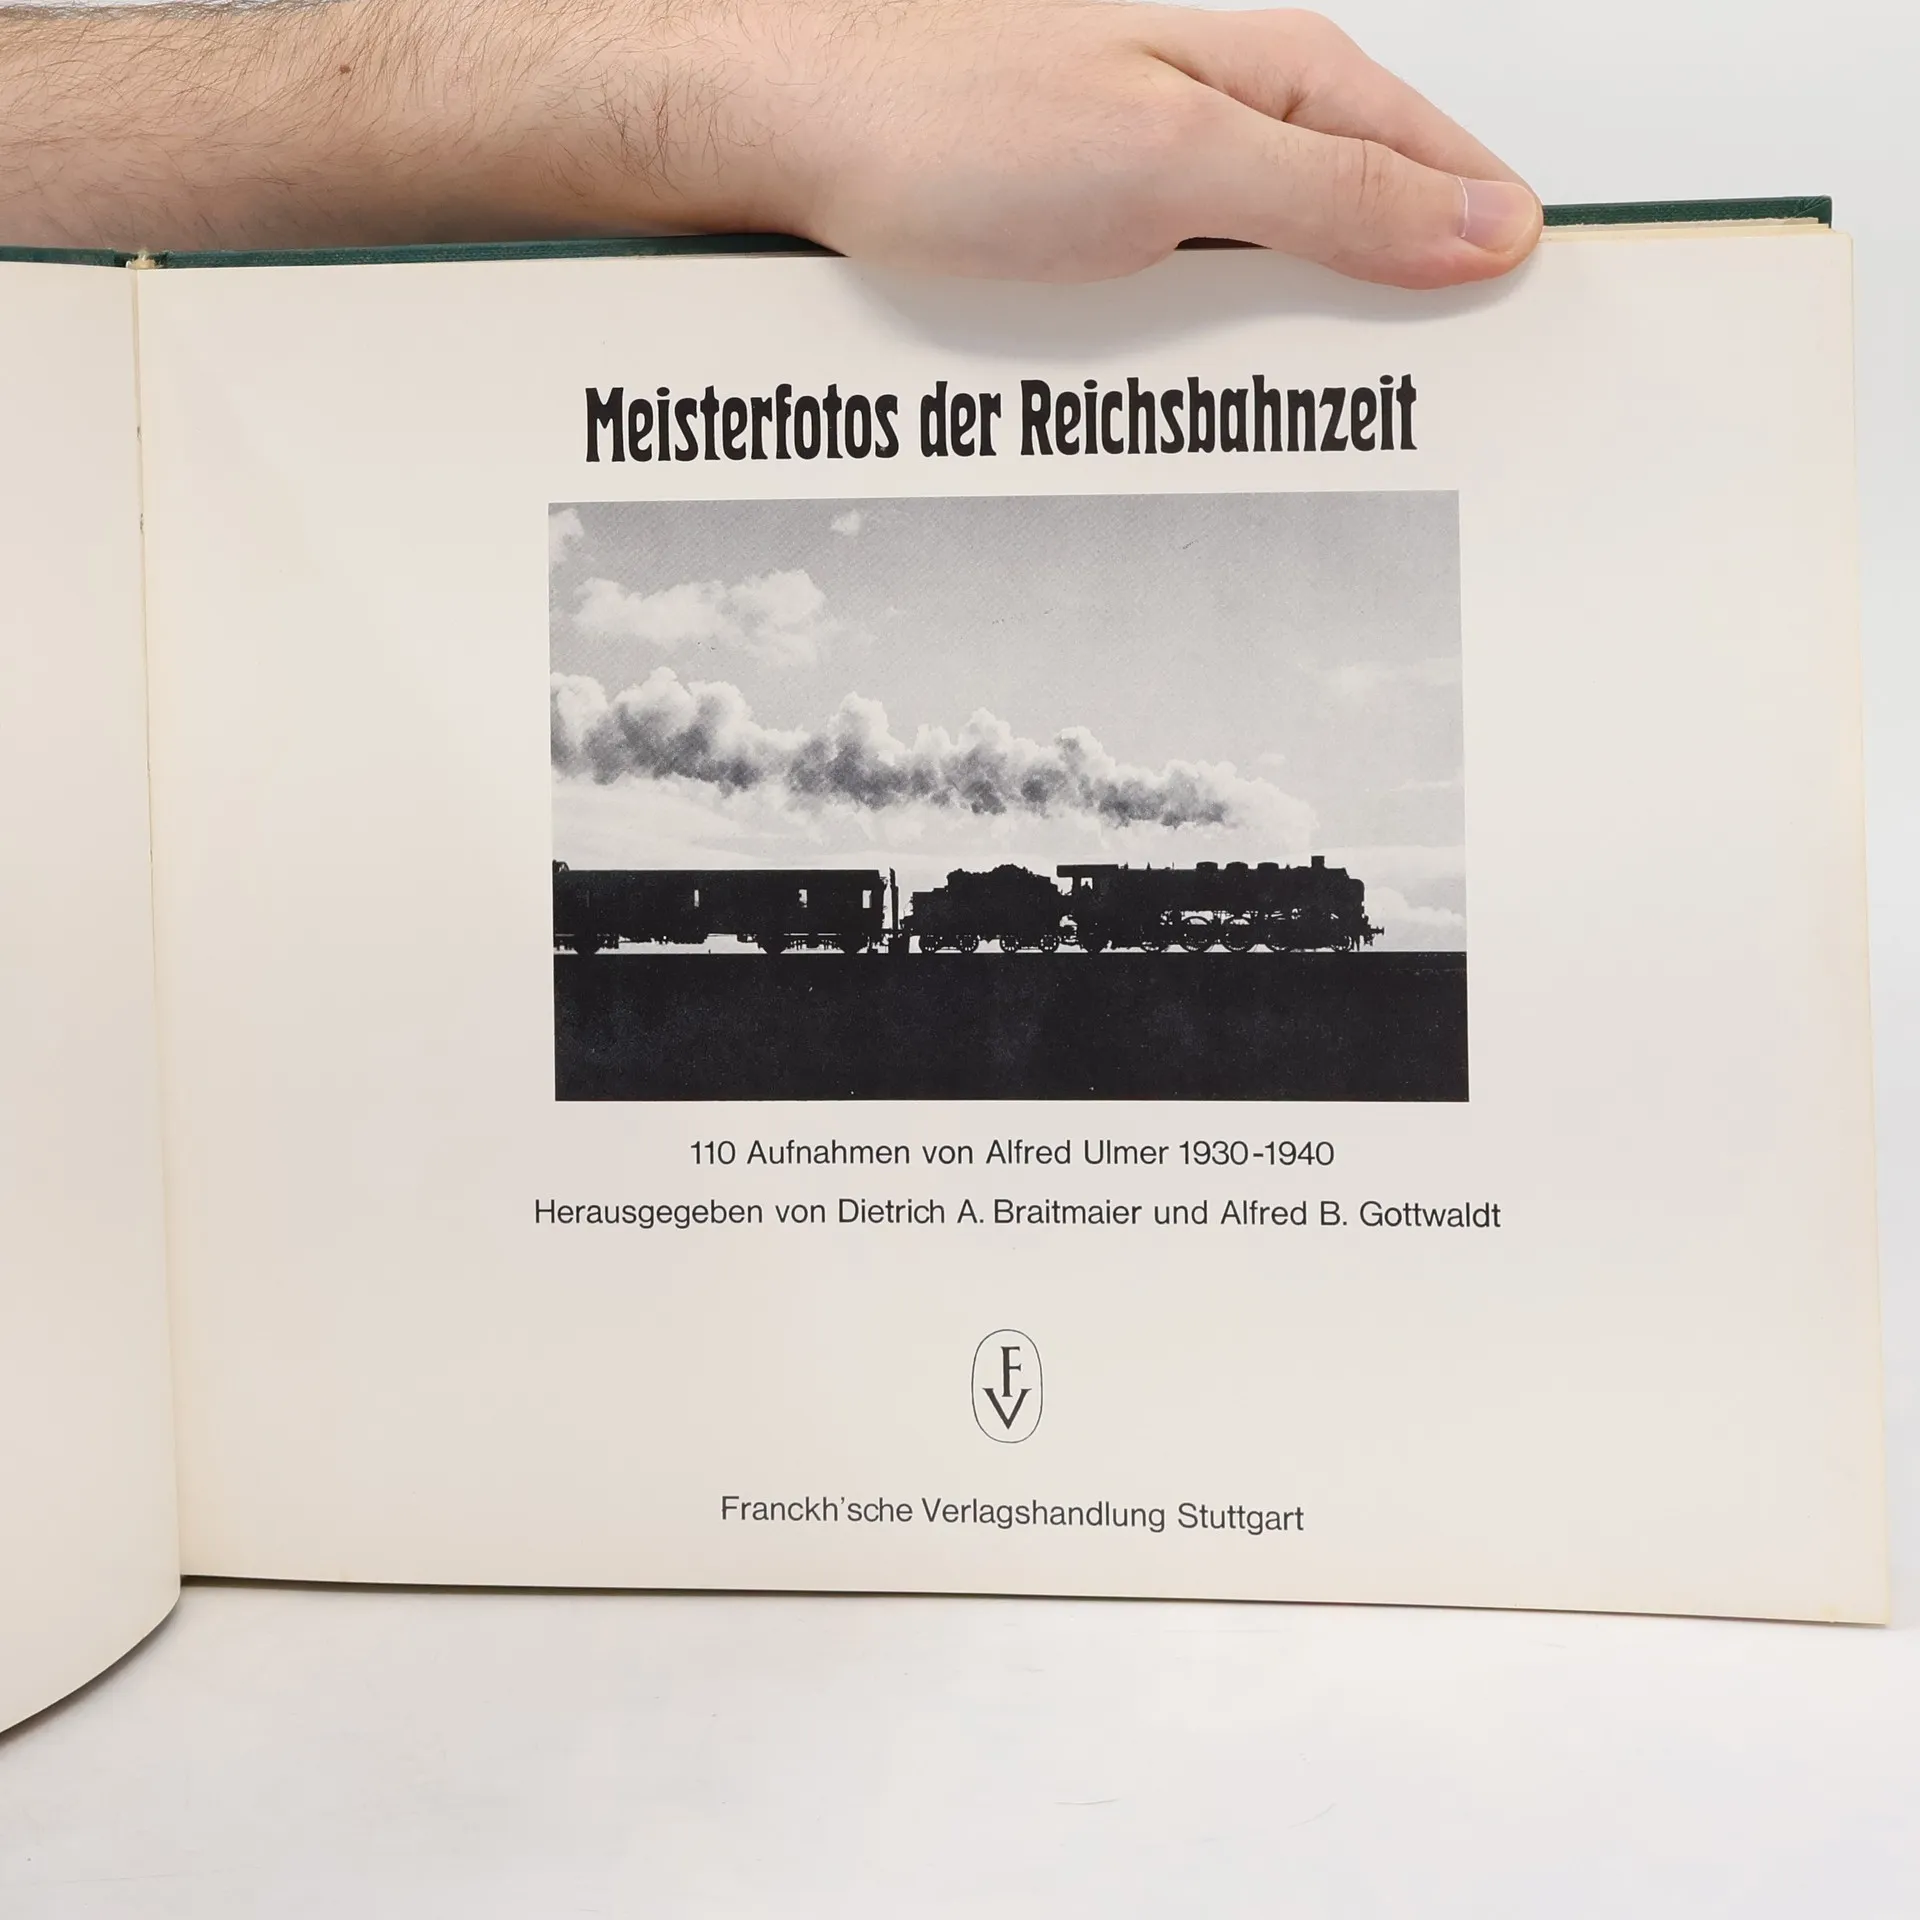 Meisterfotos der Reichsbahnzeit
110 Aufnahmen von Alfred Ulmer 1930-1940
Herausgegeben von Dietrich A. Braitmaier und Alfred B. Gottwaldt
F
V
Franckh'sche Verlagshandlung Stuttgart